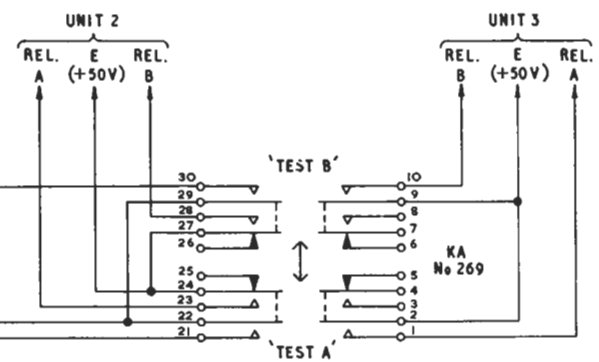 UNIT 2
UNIT 3
REL. A
E (+50V)
REL. B
REL. B
E (+50V)
REL. A
'TEST B'
30
29
28
27
26
25
24
23
22
21
10
9
8
7
6
5
4
3
2
1
KA
No 269
'TEST A'